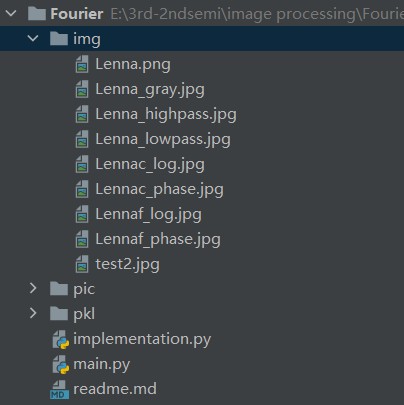 Fourier E:\3rd-2ndsemi\image processing\Fourie
img
Lenna.png
Lenna_gray.jpg
Lenna_highpass.jpg
Lenna_lowpass.jpg
Lennac_log.jpg
Lennac_phase.jpg
Lennaf_log.jpg
Lennaf_phase.jpg
test2.jpg
pic
pkl
implementation.py
main.py
MD readme.md